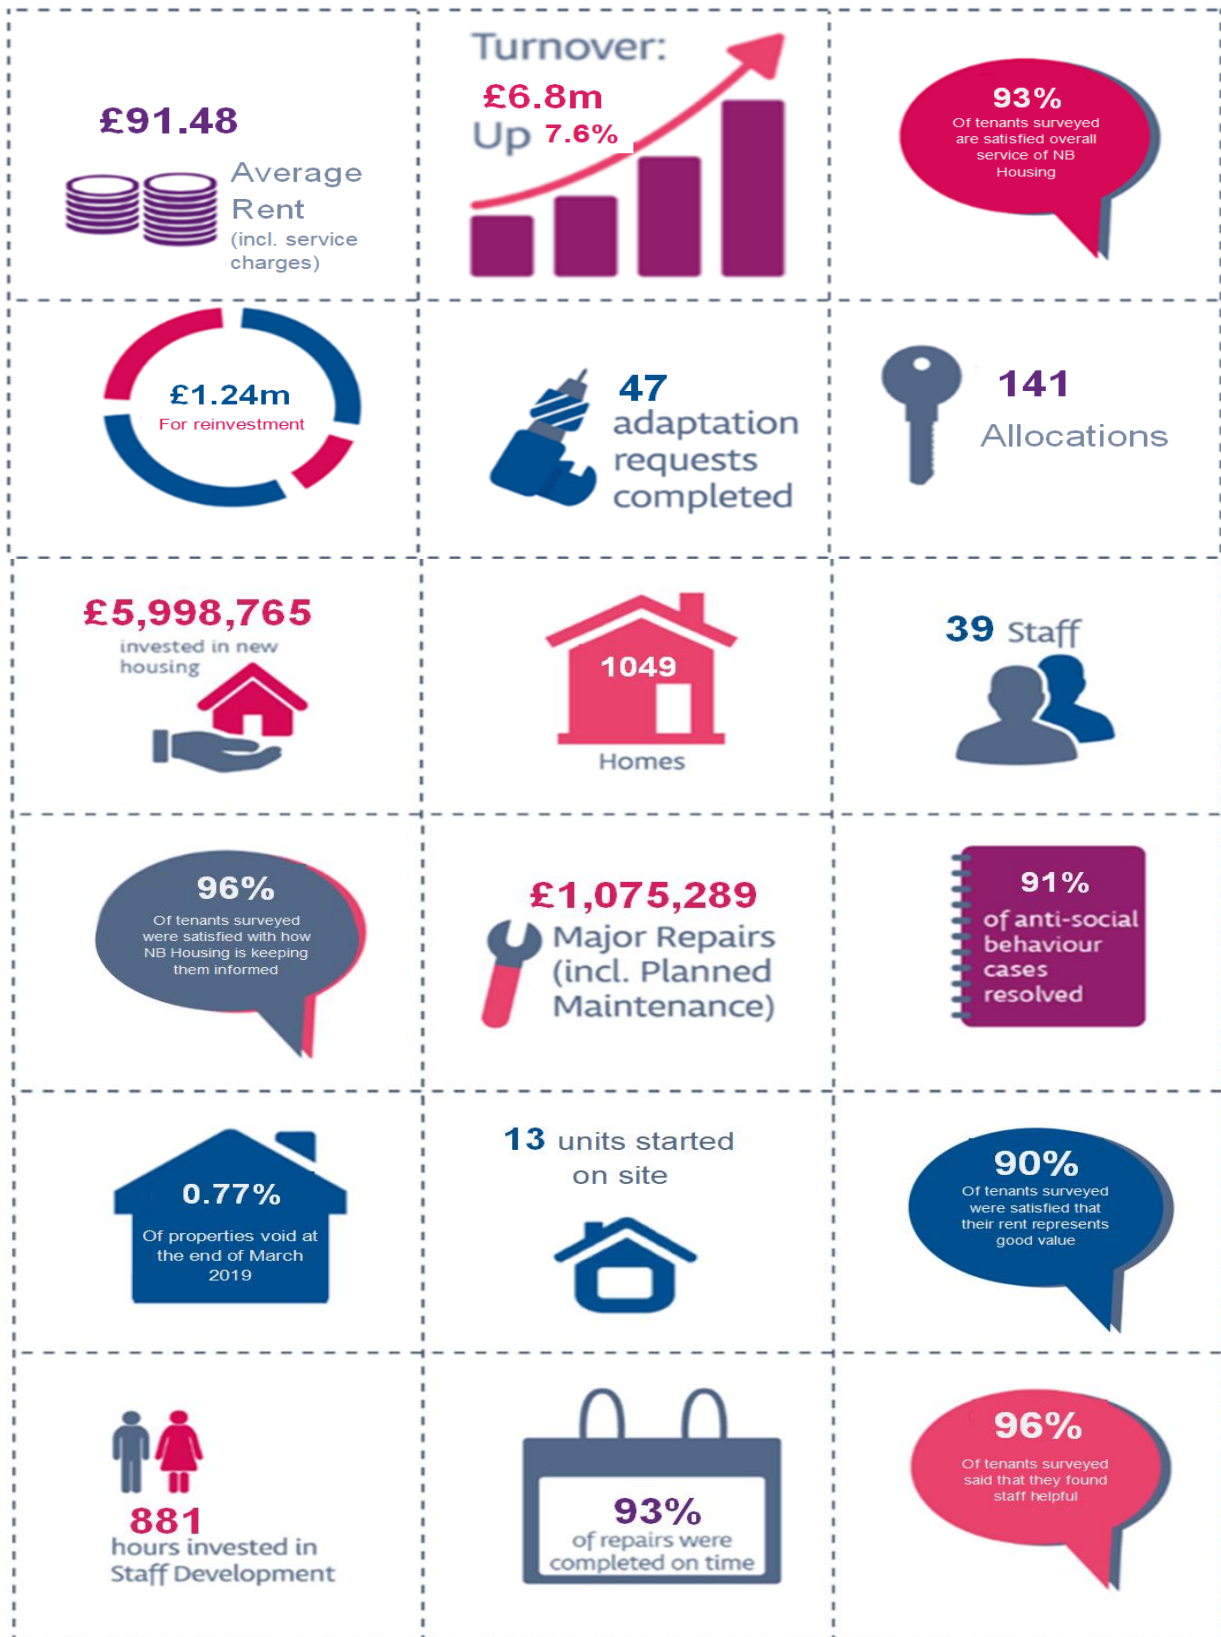 £91.48
Average
Rent
(incl. service
charges)
Turnover:
£6.8m
Up 7.6%
93%
Of tenants surveyed
are satisfied overall
service of NB
Housing
£1.24m
For reinvestment
47
adaptation
requests
completed
141
Allocations
£5,998,765
invested in new
housing
1049
Homes
39 Staff
96%
Of tenants surveyed
were satisfied with how
NB Housing is keeping
them informed
£1,075,289
Major Repairs
(incl. Planned
Maintenance)
91%
of anti-social
behaviour
cases
resolved
0.77%
Of properties void at
the end of March
2019
13 units started
on site
90%
Of tenants surveyed
were satisfied that
their rent represents
good value
881
hours invested in
Staff Development
93%
of repairs were
completed on time
96%
Of tenants surveyed
said that they found
staff helpful